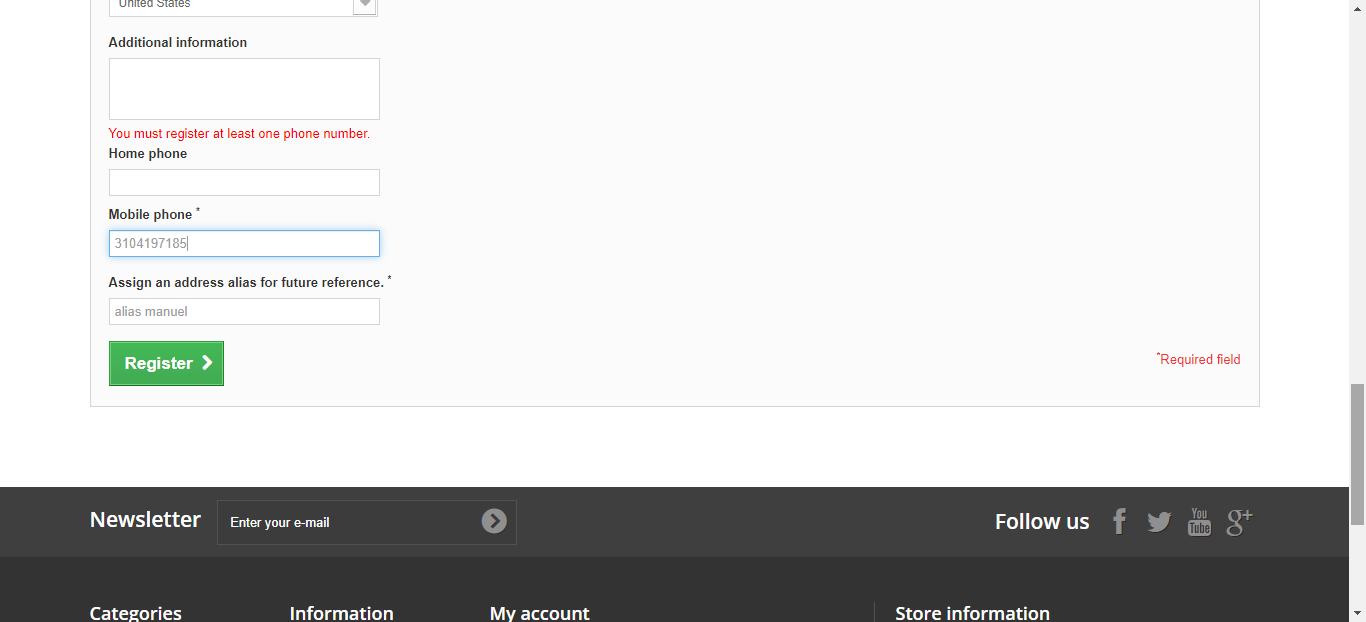 United States
Additional information
You must register at least one phone number.
Home phone
Mobile phone *
3104197185
Assign an address alias for future reference. *
alias manuel
Register
*Required field
Newsletter
Enter your e-mail
Follow us
f
You
Tube
g+
Categories
Information
My account
Store information